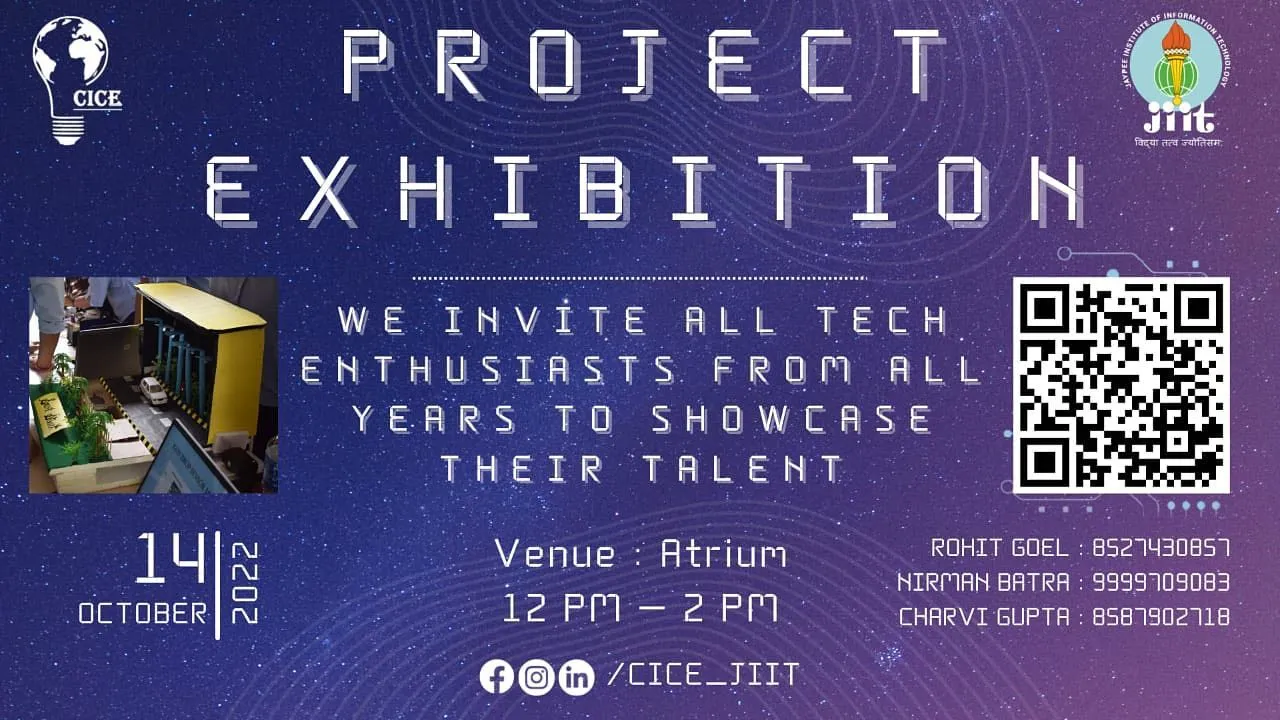 CICE
PROJECT
EXHIBITION
JAYPEE INSTITUTE OF INFORMATION TECHNOLOGY
jiit
विद्या तत्व ज्योतिसम:
WE INVITE ALL TECH
ENTHUSIASTS FROM ALL
YEARS TO SHOWCASE
THEIR TALENT
14
OCTOBER
2022
Venue : Atrium
12 PM – 2 PM
ROHIT GOEL : 8527430857
NIRMAN BATRA : 9999709083
CHARVI GUPTA : 8587902718
/CICE_JIIT